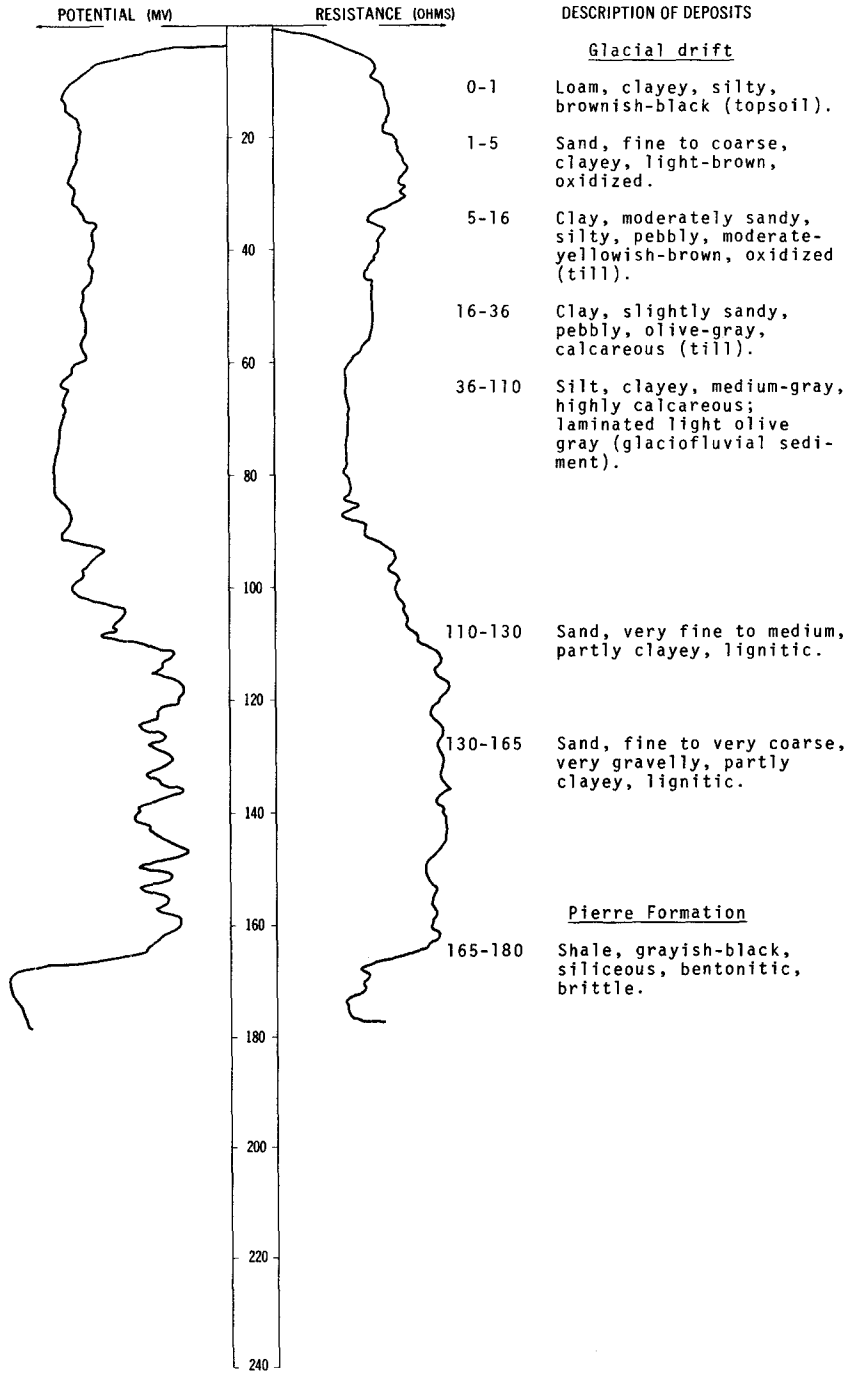 POTENTIAL (MV)
RESISTANCE (OHMS)
DESCRIPTION OF DEPOSITS
Glacial drift
0-1 Loam, clayey, silty,
brownish-black (topsoil).
20
1-5 Sand, fine to coarse,
clayey, light-brown,
oxidized.
5-16 Clay, moderately sandy,
silty, pebbly, moderate-
yellowish-brown, oxidized
(till).
40
16-36 Clay, slightly sandy,
pebbly, olive-gray,
calcareous (till).
60
36-110 Silt, clayey, medium-gray,
highly calcareous;
laminated light olive
gray (glaciofluvial sedi-
ment).
80
100
110-130 Sand, very fine to medium,
partly clayey, lignitic.
120
130-165 Sand, fine to very coarse,
very gravelly, partly
clayey, lignitic.
140
Pierre Formation
160
165-180 Shale, grayish-black,
siliceous, bentonitic,
brittle.
180
200
220
240